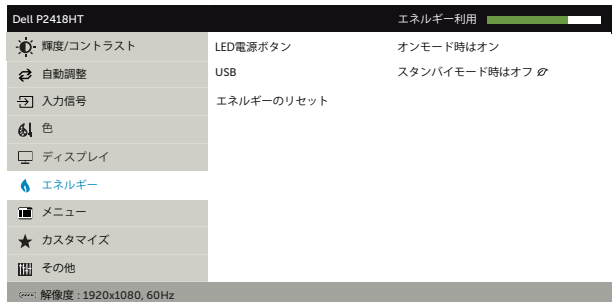 Dell P2418HT エネルギー利用
輝度/コントラスト LED電源ボタン オンモード時はオン
自動調整 USB スタンバイモード時はオフ
入力信号 エネルギーのリセット
色
ディスプレイ
エネルギー
メニュー
カスタマイズ
その他
解像度 : 1920x1080, 60Hz